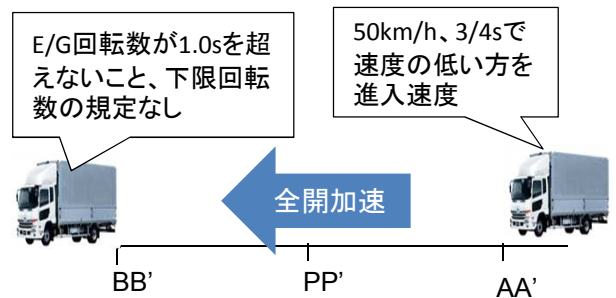 E/G回転数が1.0sを超
えないこと、下限回転
数の規定なし
50km/h、3/4sで
速度の低い方を
進入速度
全開加速
BB'
PP'
AA'